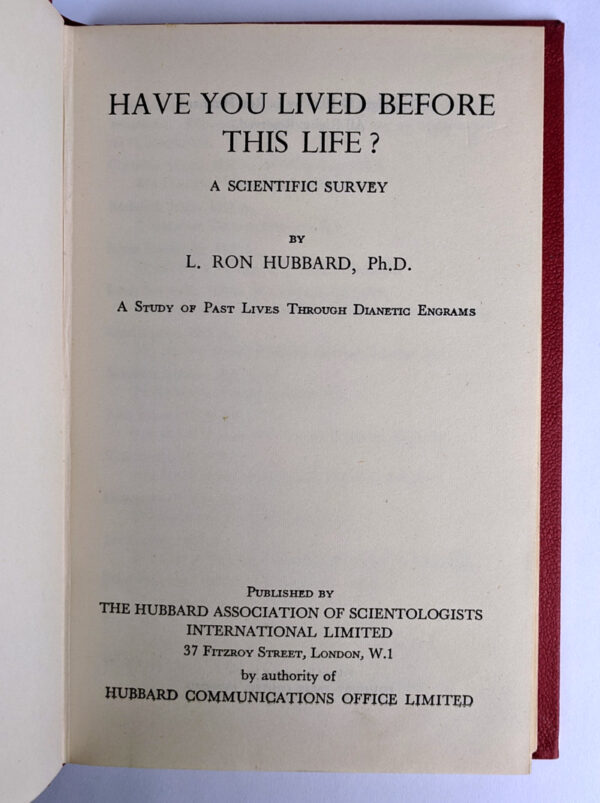 HAVE YOU LIVED BEFORE
THIS LIFE ?
A SCIENTIFIC SURVEY
BY
L. RON HUBBARD, Ph.D.
A Study of Past Lives Through Dianetic Engrams
Published by
THE HUBBARD ASSOCIATION OF SCIENTOLOGISTS
INTERNATIONAL LIMITED
37 Fitzroy Street, London, W.1
by authority of
HUBBARD COMMUNICATIONS OFFICE LIMITED